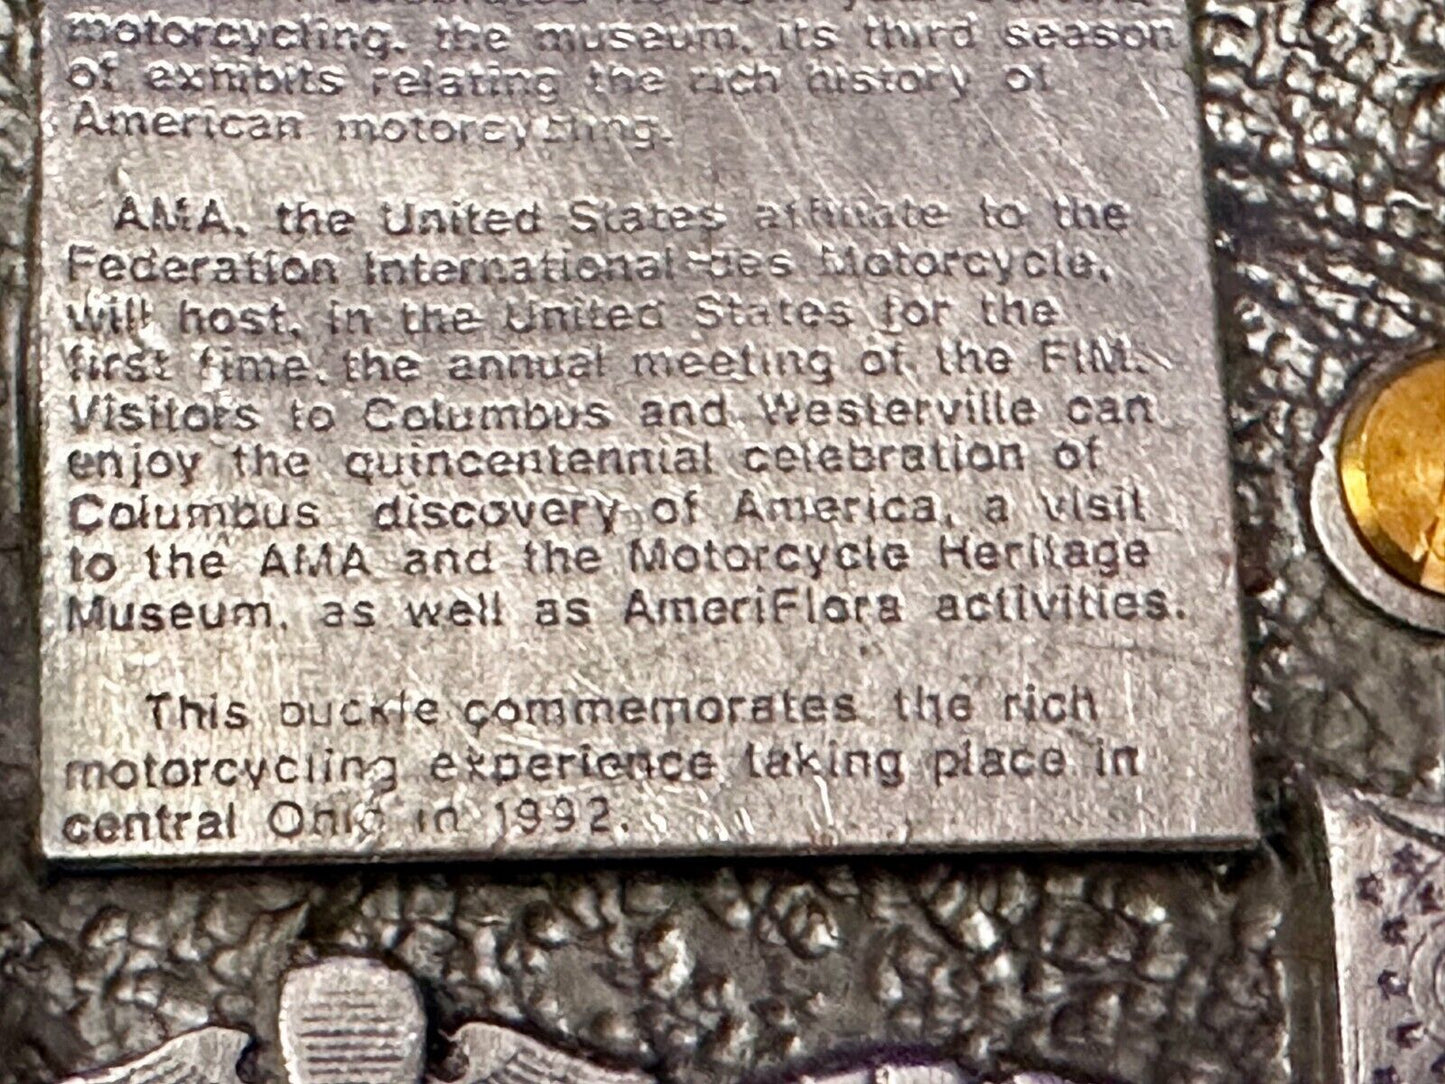 motorcycling. the museum, its third season
of exhibits relating the rich history of
American motorcycling.
AMA, the United States affiliate to the
Federation International des Motorcycle,
will host, in the United States for the
first time, the annual meeting of the FIM.
Visitors to Columbus and Westerville can
enjoy the quincentennial celebration of
Columbus discovery of America, a visit
to the AMA and the Motorcycle Heritage
Museum, as well as AmeriFlora activities.
This buckle commemorates the rich
motorcycling experience taking place in
central Ohio in 1992.